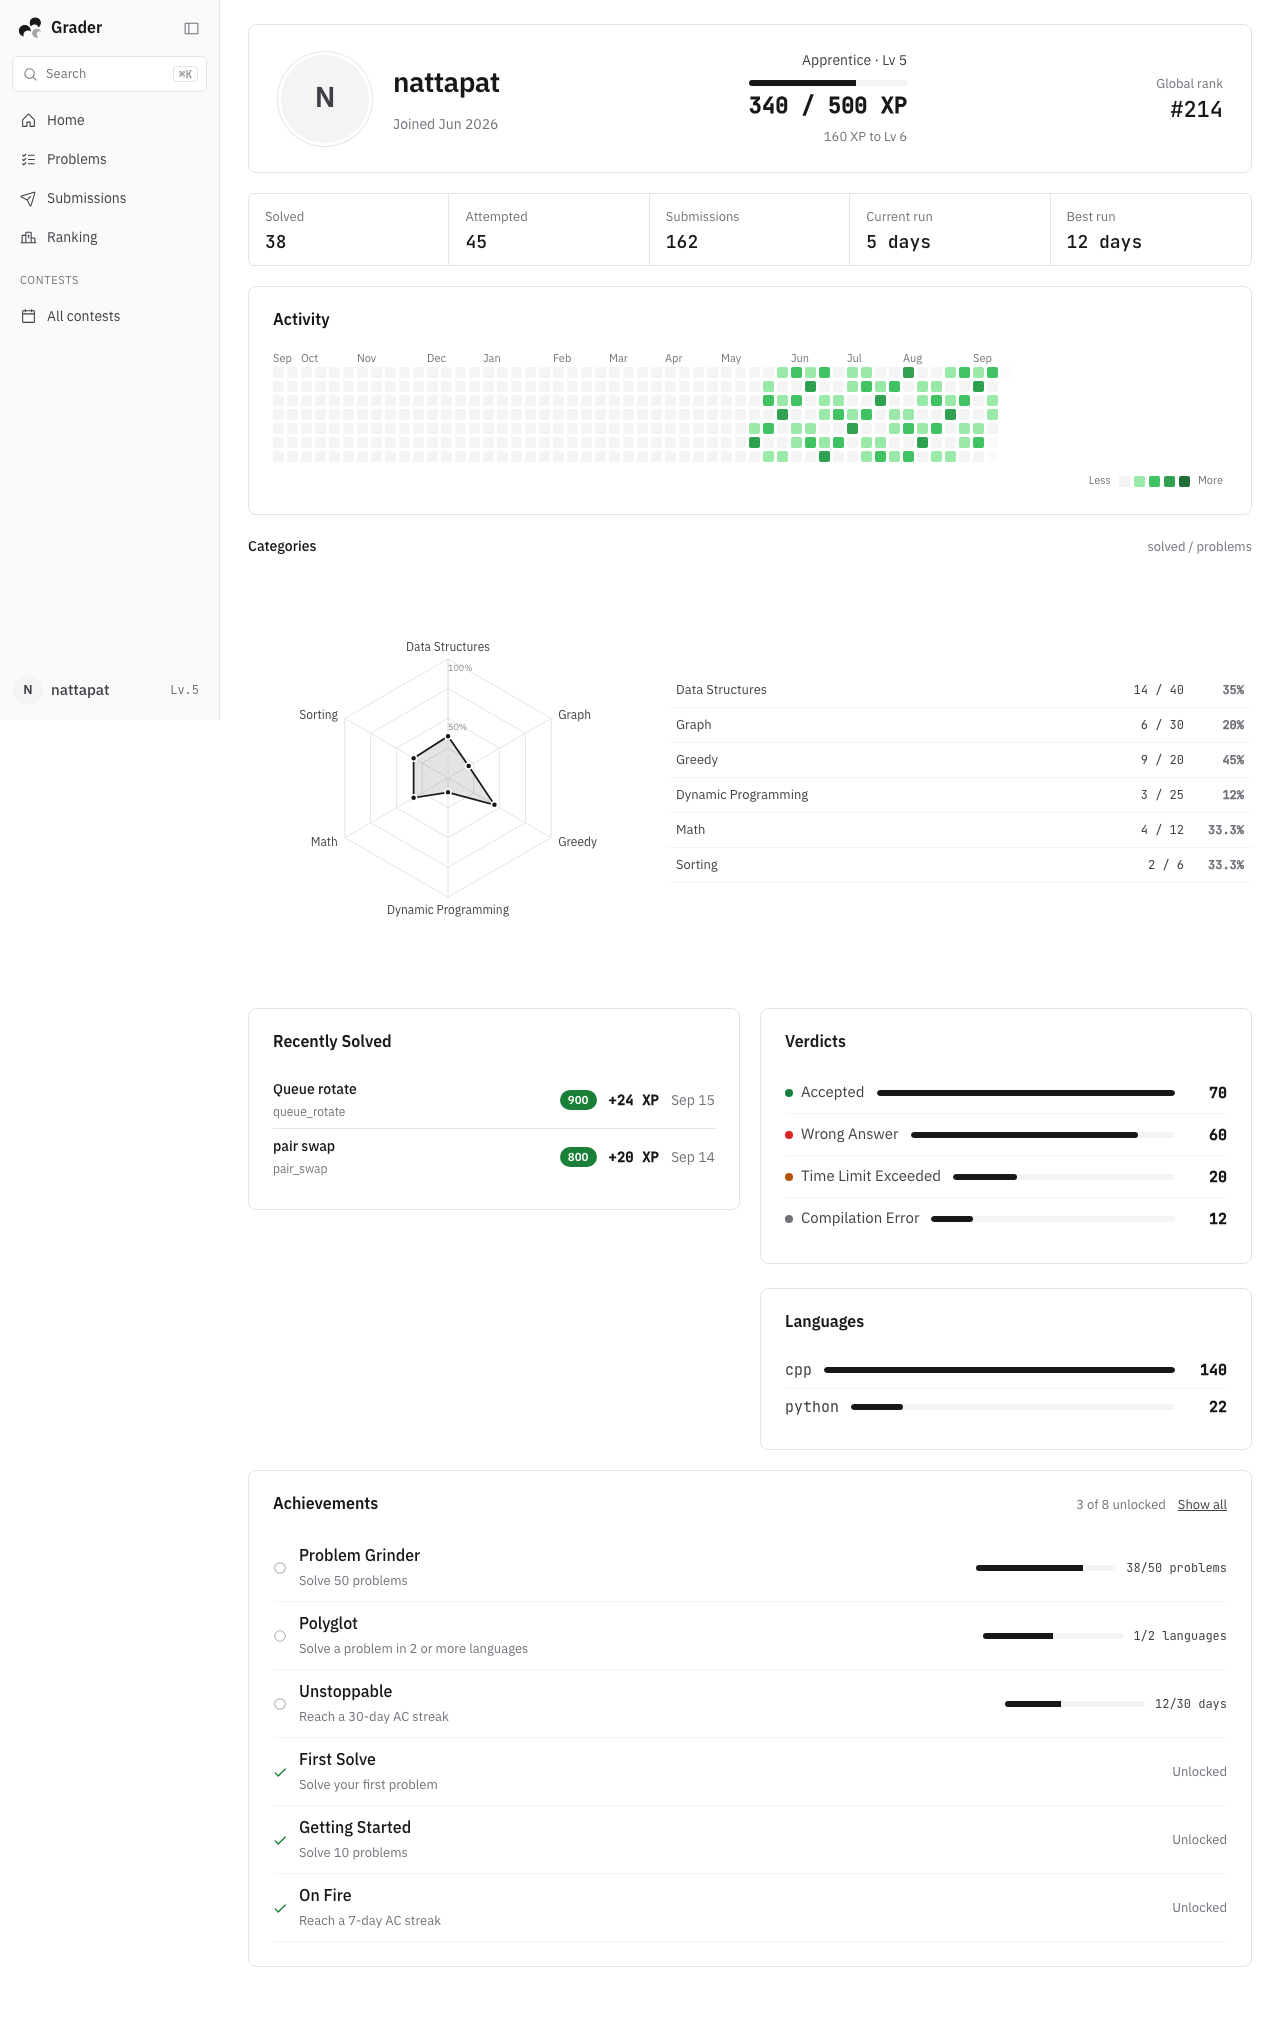 Grader
Search
⌘K
Home
Problems
Submissions
Ranking
CONTESTS
All contests
N
nattapat
Lv.5
N
nattapat
Joined Jun 2026
Apprentice · Lv 5
340 / 500 XP
160 XP to Lv 6
Global rank
#214
Solved
38
Attempted
45
Submissions
162
Current run
5 days
Best run
12 days
Activity
Sep Oct Nov Dec Jan Feb Mar Apr May Jun Jul Aug Sep
Less More
Categories
solved / problems
Data Structures
100%
Sorting
Graph
50%
Math
Greedy
Dynamic Programming
Data Structures 14 / 40 35%
Graph 6 / 30 20%
Greedy 9 / 20 45%
Dynamic Programming 3 / 25 12%
Math 4 / 12 33.3%
Sorting 2 / 6 33.3%
Recently Solved
Queue rotate
queue_rotate
900 +24 XP Sep 15
pair swap
pair_swap
800 +20 XP Sep 14
Verdicts
Accepted 70
Wrong Answer 60
Time Limit Exceeded 20
Compilation Error 12
Languages
cpp 140
python 22
Achievements
3 of 8 unlocked Show all
Problem Grinder
Solve 50 problems
38/50 problems
Polyglot
Solve a problem in 2 or more languages
1/2 languages
Unstoppable
Reach a 30-day AC streak
12/30 days
First Solve
Solve your first problem
Unlocked
Getting Started
Solve 10 problems
Unlocked
On Fire
Reach a 7-day AC streak
Unlocked